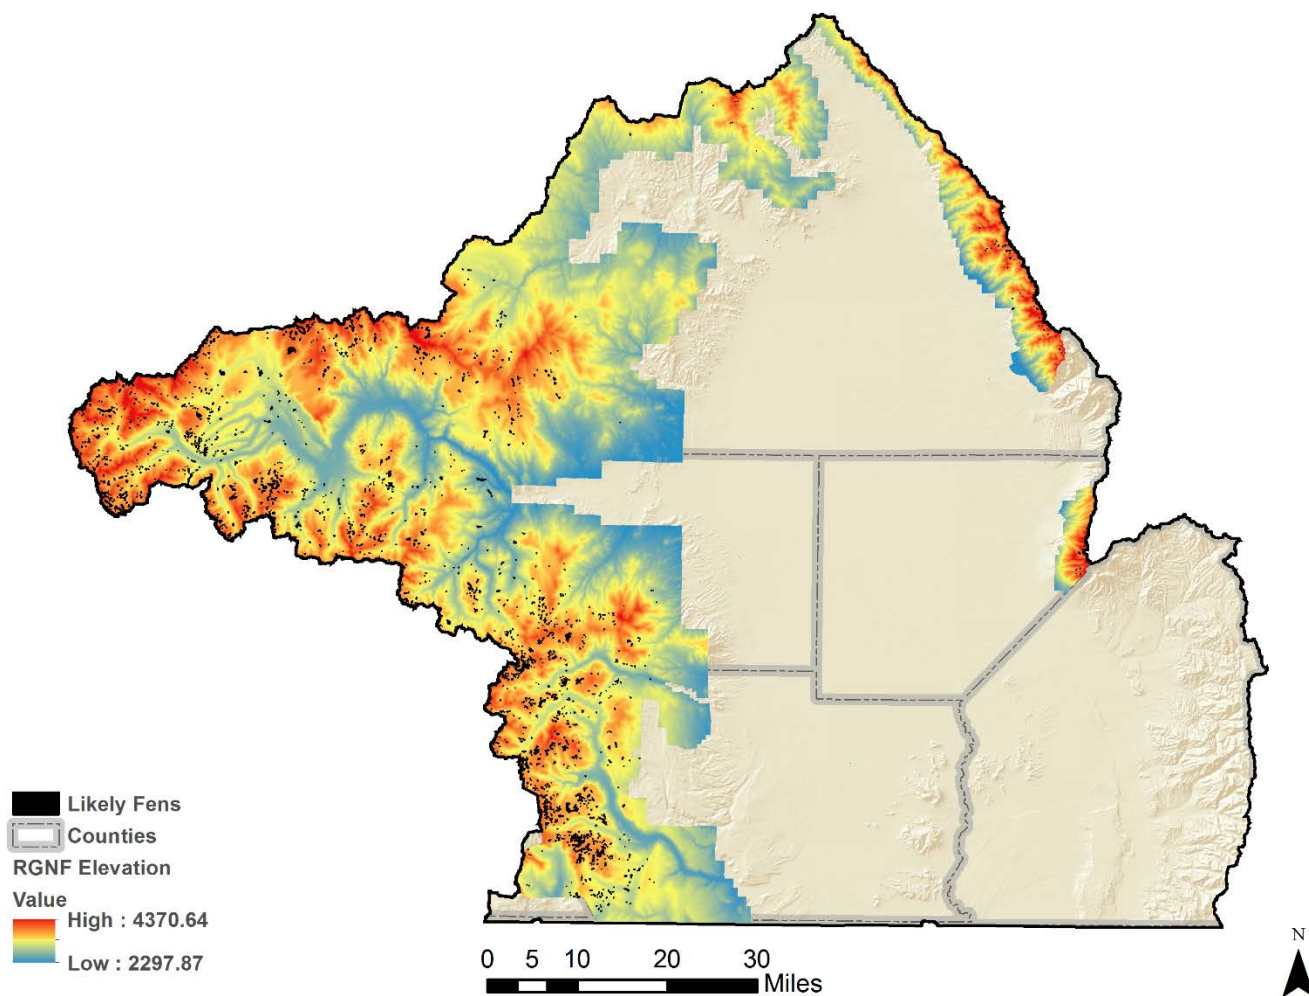 Likely Fens
Counties
RGNF Elevation
Value
High : 4370.64
Low : 2297.87
0 5 10 20 30
Miles
N